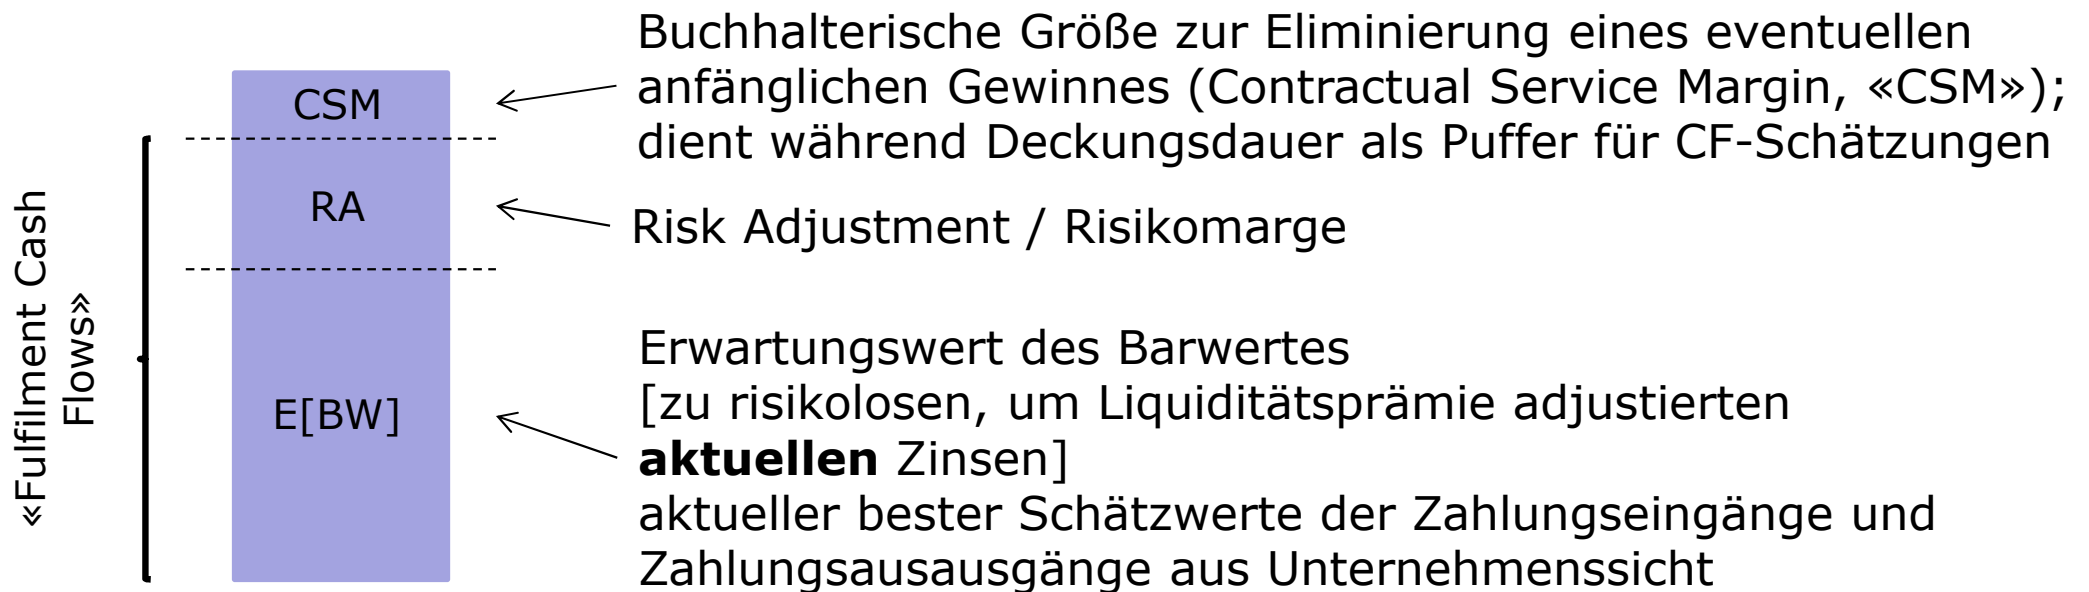 Buchhalterische Größe zur Eliminierung eines eventuellen
anfänglichen Gewinnes (Contractual Service Margin, «CSM»);
dient während Deckungsdauer als Puffer für CF-Schätzungen
CSM
RA
Risk Adjustment / Risikomarge
«Fulfilment Cash
Flows»
E[BW]
Erwartungswert des Barwertes
[zu risikolosen, um Liquiditätsprämie adjustierten
aktuellen Zinsen]
aktueller bester Schätzwerte der Zahlungseingänge und
Zahlungsausausgänge aus Unternehmenssicht